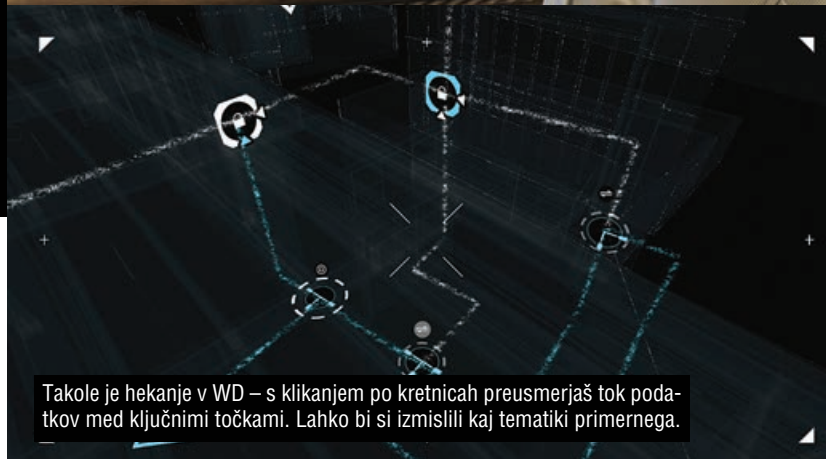 Takole je hekanje v WD – s klikanjem po kretnicah preusmerjaš tok poda-
tkov med ključnimi točkami. Lahko bi si izmislili kaj tematiki primernega.